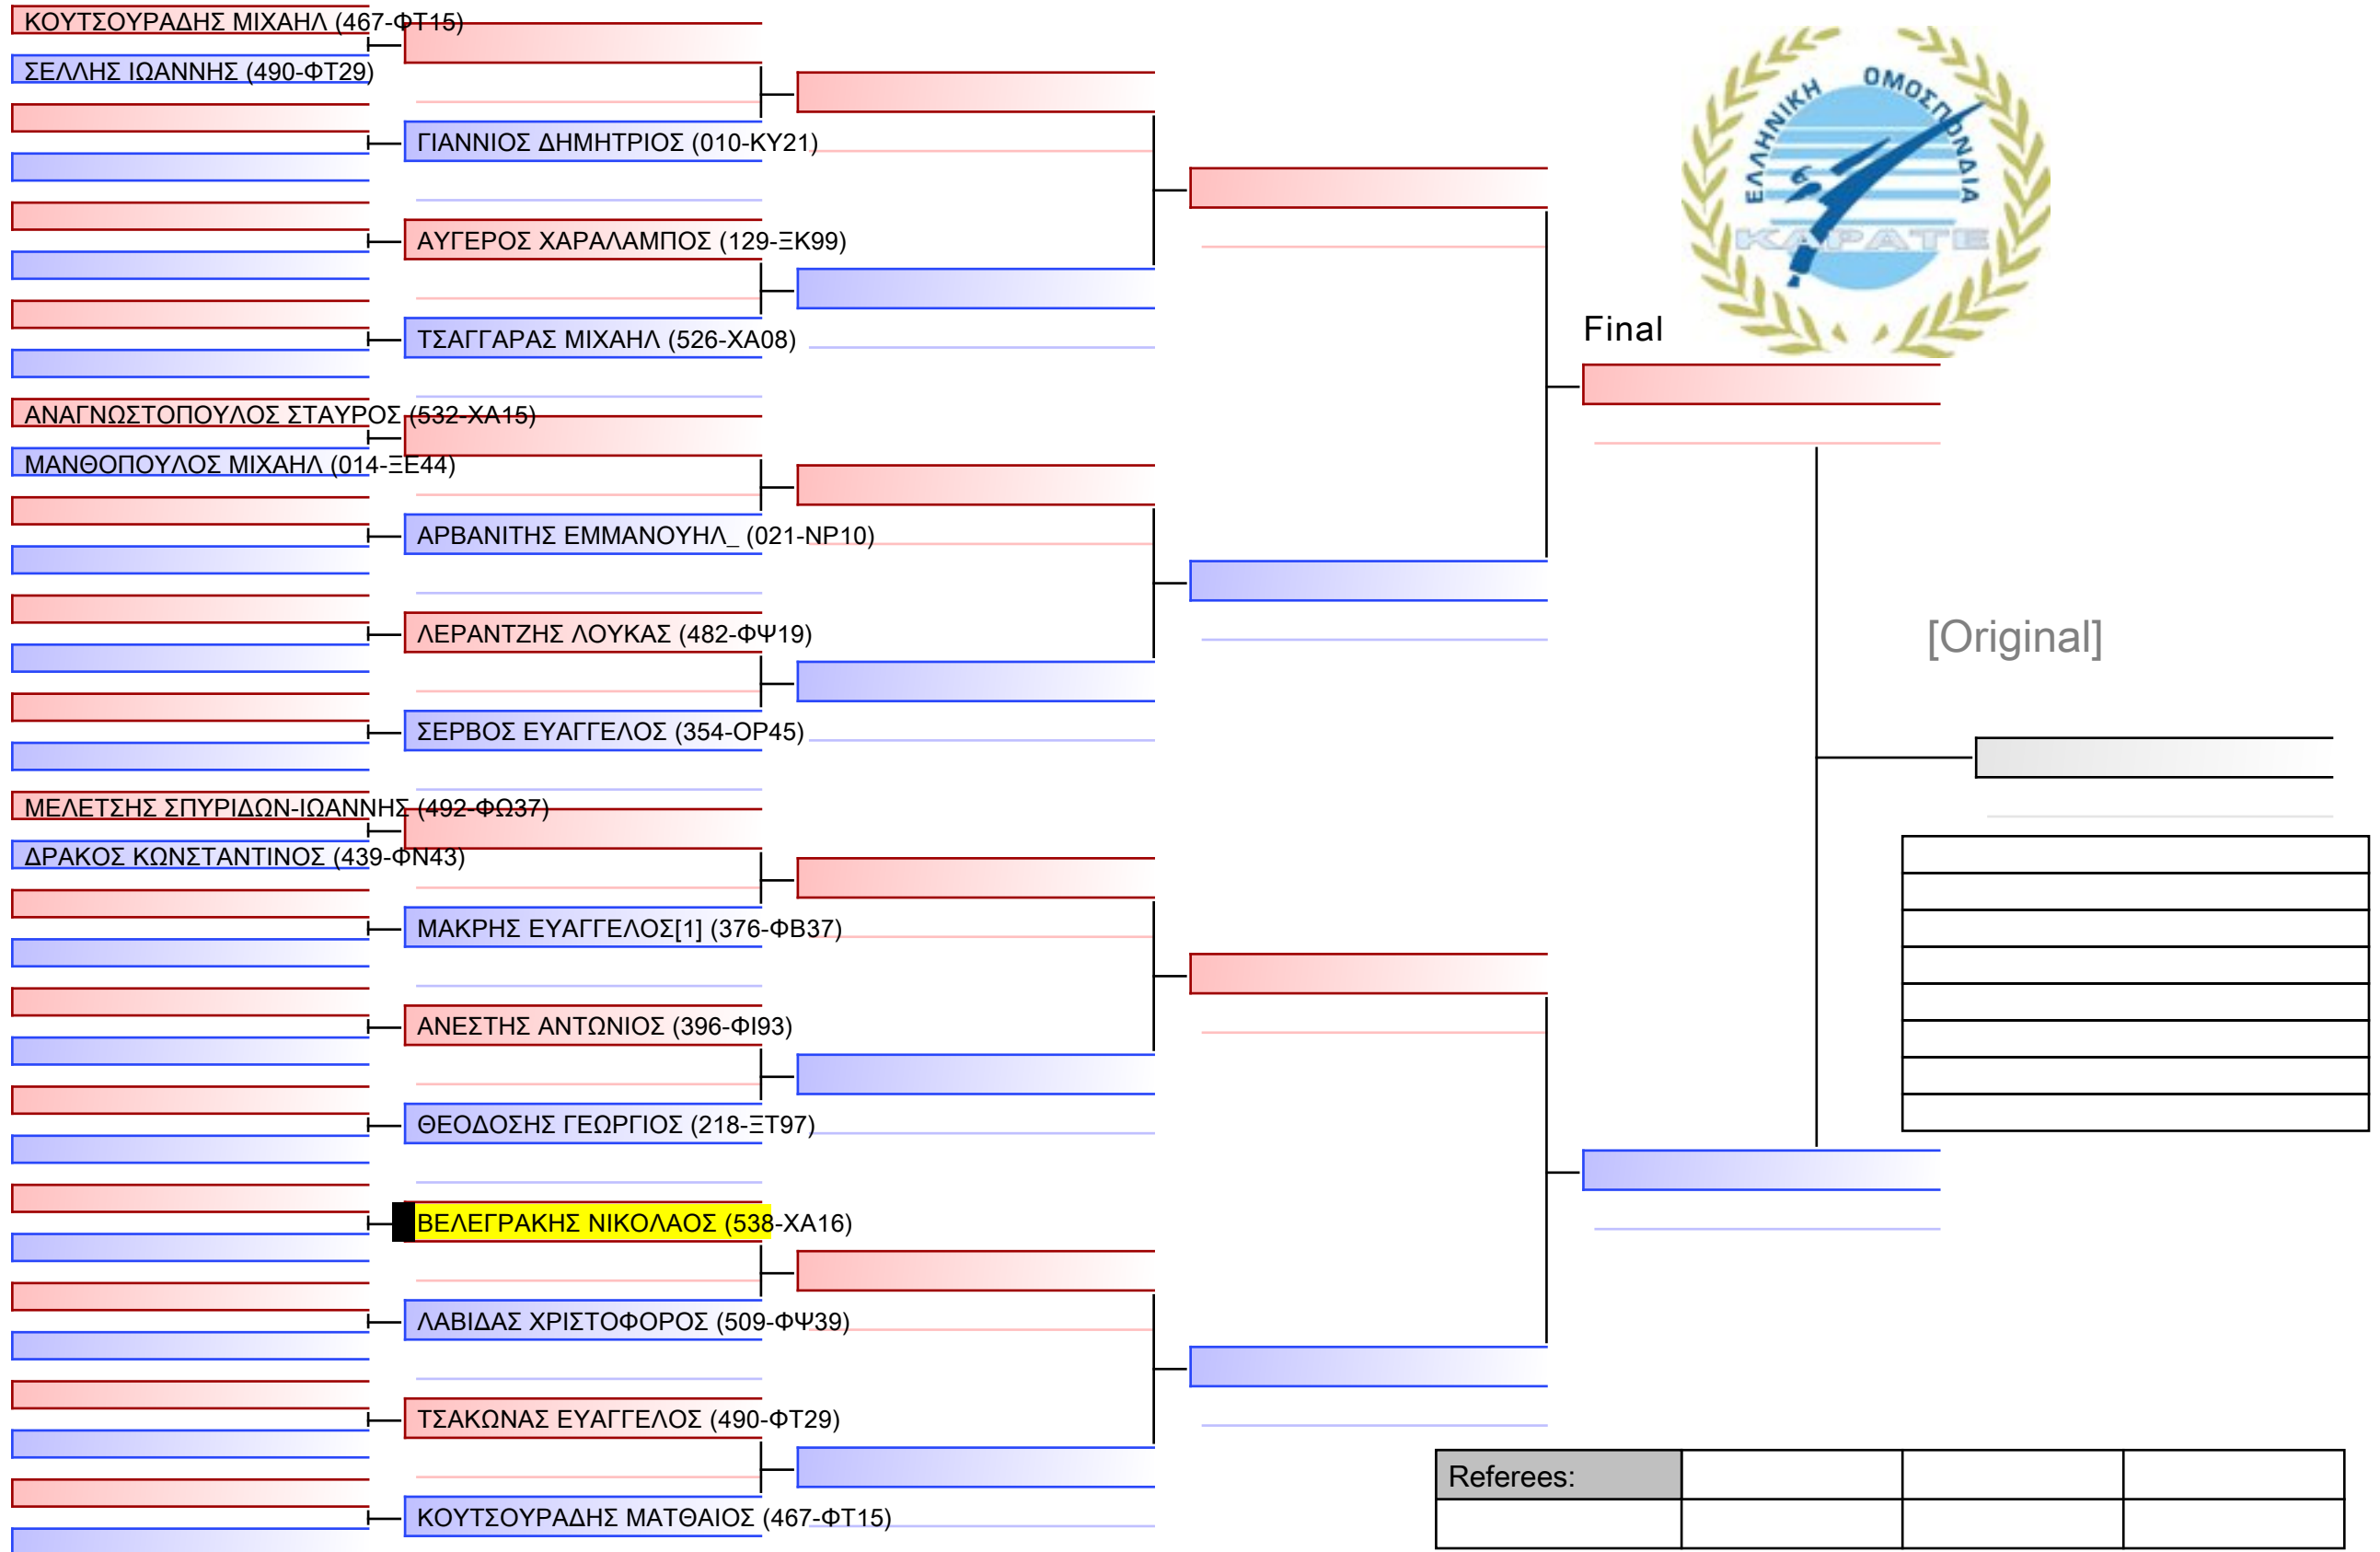 ΚΟΥΤΣΟΥΡΑΔΗΣ ΜΙΧΑΗΛ (467-ΦΤ15)
ΣΕΛΛΗΣ ΙΩΑΝΝΗΣ (490-ΦΤ29)
ΓΙΑΝΝΙΟΣ ΔΗΜΗΤΡΙΟΣ (010-ΚΥ21)
ΑΥΓΕΡΟΣ ΧΑΡΑΛΑΜΠΟΣ (129-ΞΚ99)
ΤΣΑΓΓΑΡΑΣ ΜΙΧΑΗΛ (526-ΧΑ08)
ΑΝΑΓΝΩΣΤΟΠΟΥΛΟΣ ΣΤΑΥΡΟΣ (532-ΧΑ15)
ΜΑΝΘΟΠΟΥΛΟΣ ΜΙΧΑΗΛ (014-ΞΕ44)
ΑΡΒΑΝΙΤΗΣ ΕΜΜΑΝΟΥΗΛ_ (021-ΝΡ10)
ΛΕΡΑΝΤΖΗΣ ΛΟΥΚΑΣ (482-ΦΨ19)
ΣΕΡΒΟΣ ΕΥΑΓΓΕΛΟΣ (354-ΟΡ45)
ΜΕΛΕΤΣΗΣ ΣΠΥΡΙΔΩΝ-ΙΩΑΝΝΗΣ (492-ΦΩ37)
ΔΡΑΚΟΣ ΚΩΝΣΤΑΝΤΙΝΟΣ (439-ΦΝ43)
ΜΑΚΡΗΣ ΕΥΑΓΓΕΛΟΣ[1] (376-ΦΒ37)
ΑΝΕΣΤΗΣ ΑΝΤΩΝΙΟΣ (396-ΦΙ93)
ΘΕΟΔΟΣΗΣ ΓΕΩΡΓΙΟΣ (218-ΞΤ97)
ΒΕΛΕΓΡΑΚΗΣ ΝΙΚΟΛΑΟΣ (538-ΧΑ16)
ΛΑΒΙΔΑΣ ΧΡΙΣΤΟΦΟΡΟΣ (509-ΦΨ39)
ΤΣΑΚΩΝΑΣ ΕΥΑΓΓΕΛΟΣ (490-ΦΤ29)
ΚΟΥΤΣΟΥΡΑΔΗΣ ΜΑΤΘΑΙΟΣ (467-ΦΤ15)
ΕΛΛΗΝΙΚΗ ΟΜΟΣΠΟΝΔΙΑ
ΚΑΡΑΤΕ
Final
[Original]
Referees: